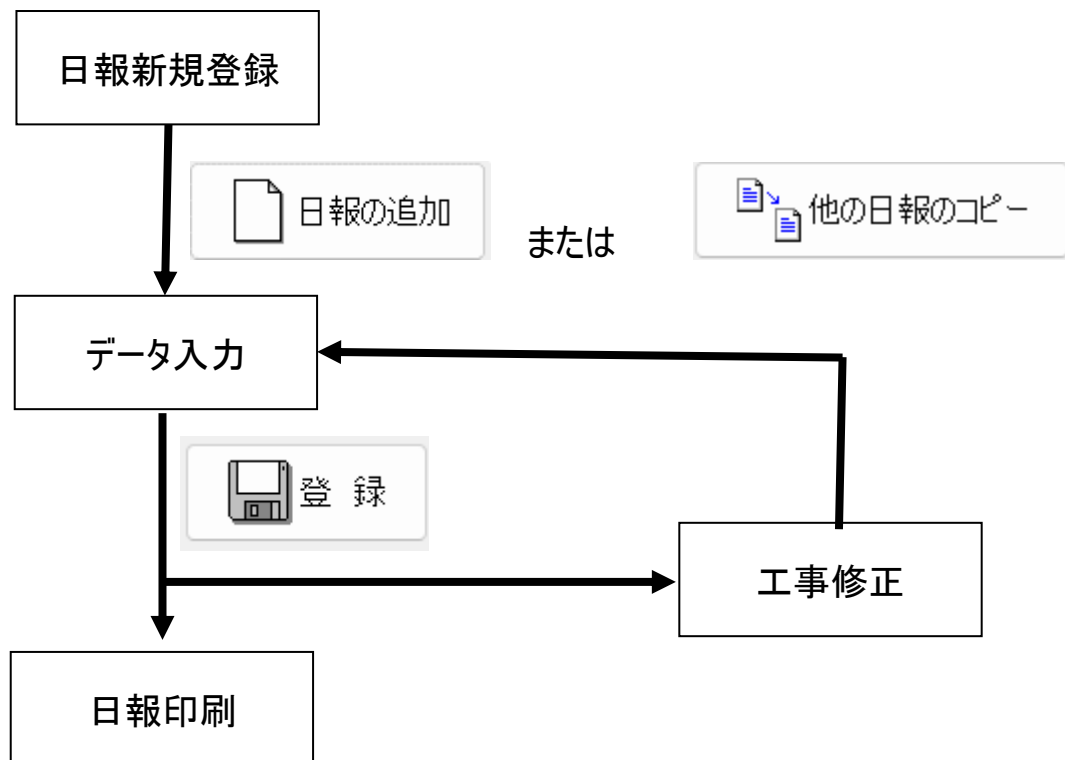 日報新規登録
日報の追加
または
他の日報のコピー
データ入力
登 録
工事修正
日報印刷